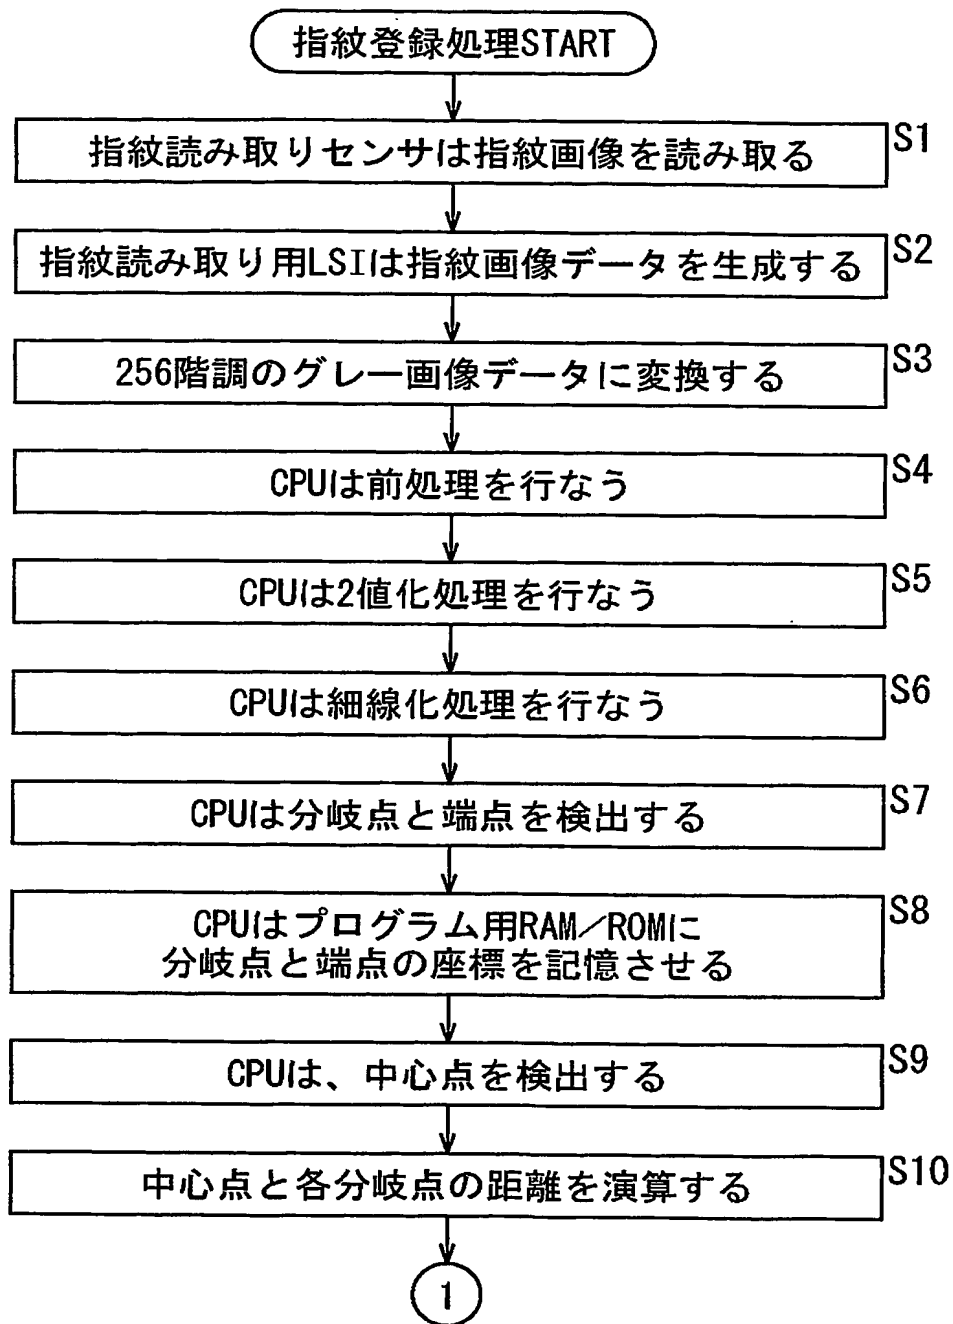 指紋登録処理START
指紋読み取りセンサは指紋画像を読み取る
S1
指紋読み取り用LSIは指紋画像データを生成する
S2
256階調のグレー画像データに変換する
S3
CPUは前処理を行なう
S4
CPUは2値化処理を行なう
S5
CPUは細線化処理を行なう
S6
CPUは分岐点と端点を検出する
S7
CPUはプログラム用RAM/ROMに
分岐点と端点の座標を記憶させる
S8
CPUは、中心点を検出する
S9
中心点と各分岐点の距離を演算する
S10
1